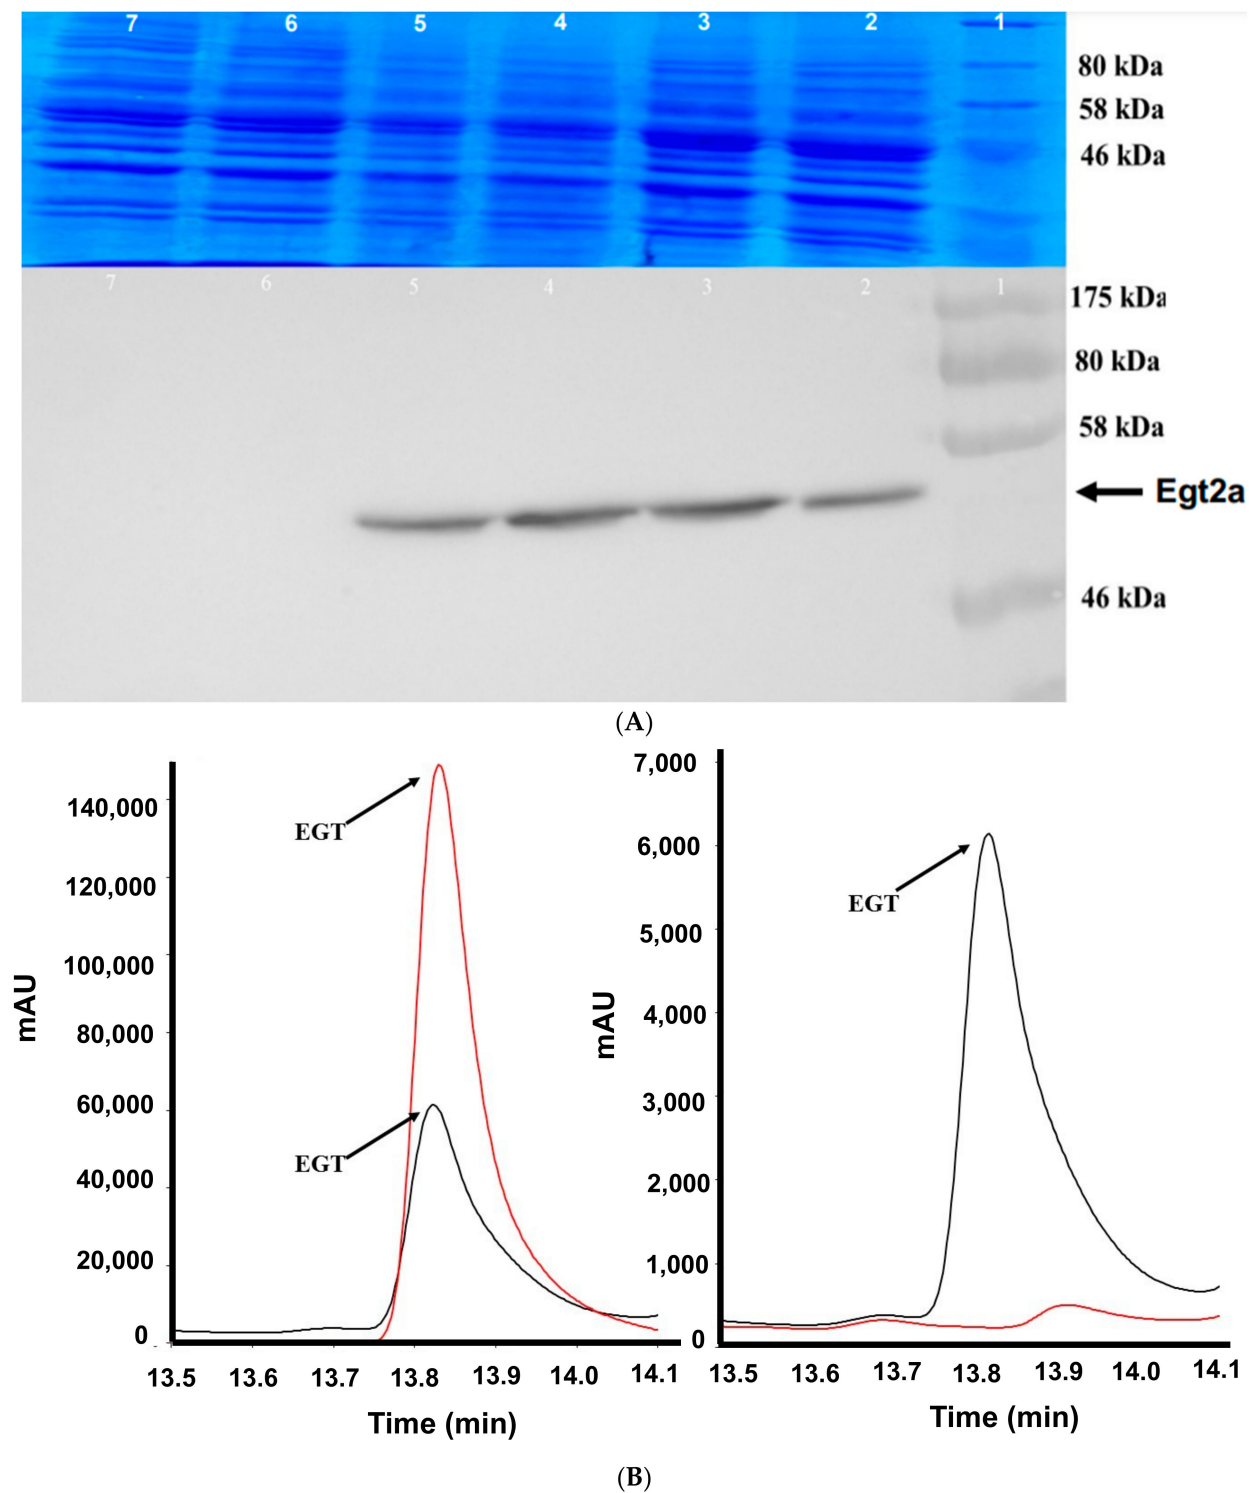 7 6 5 4 3 2 1
80 kDa
58 kDa
46 kDa
7 6 5 4 3 2 1
175 kDa
80 kDa
58 kDa
Egt2a
46 kDa
(A)
140,000
120,000
100,000
80,000
60,000
40,000
20,000
0
mAU
EGT
EGT
13.5 13.6 13.7 13.8 13.9 14.0 14.1
Time (min)
7,000
6,000
5,000
4,000
3,000
2,000
1,000
0
mAU
EGT
13.5 13.6 13.7 13.8 13.9 14.0 14.1
Time (min)
(B)